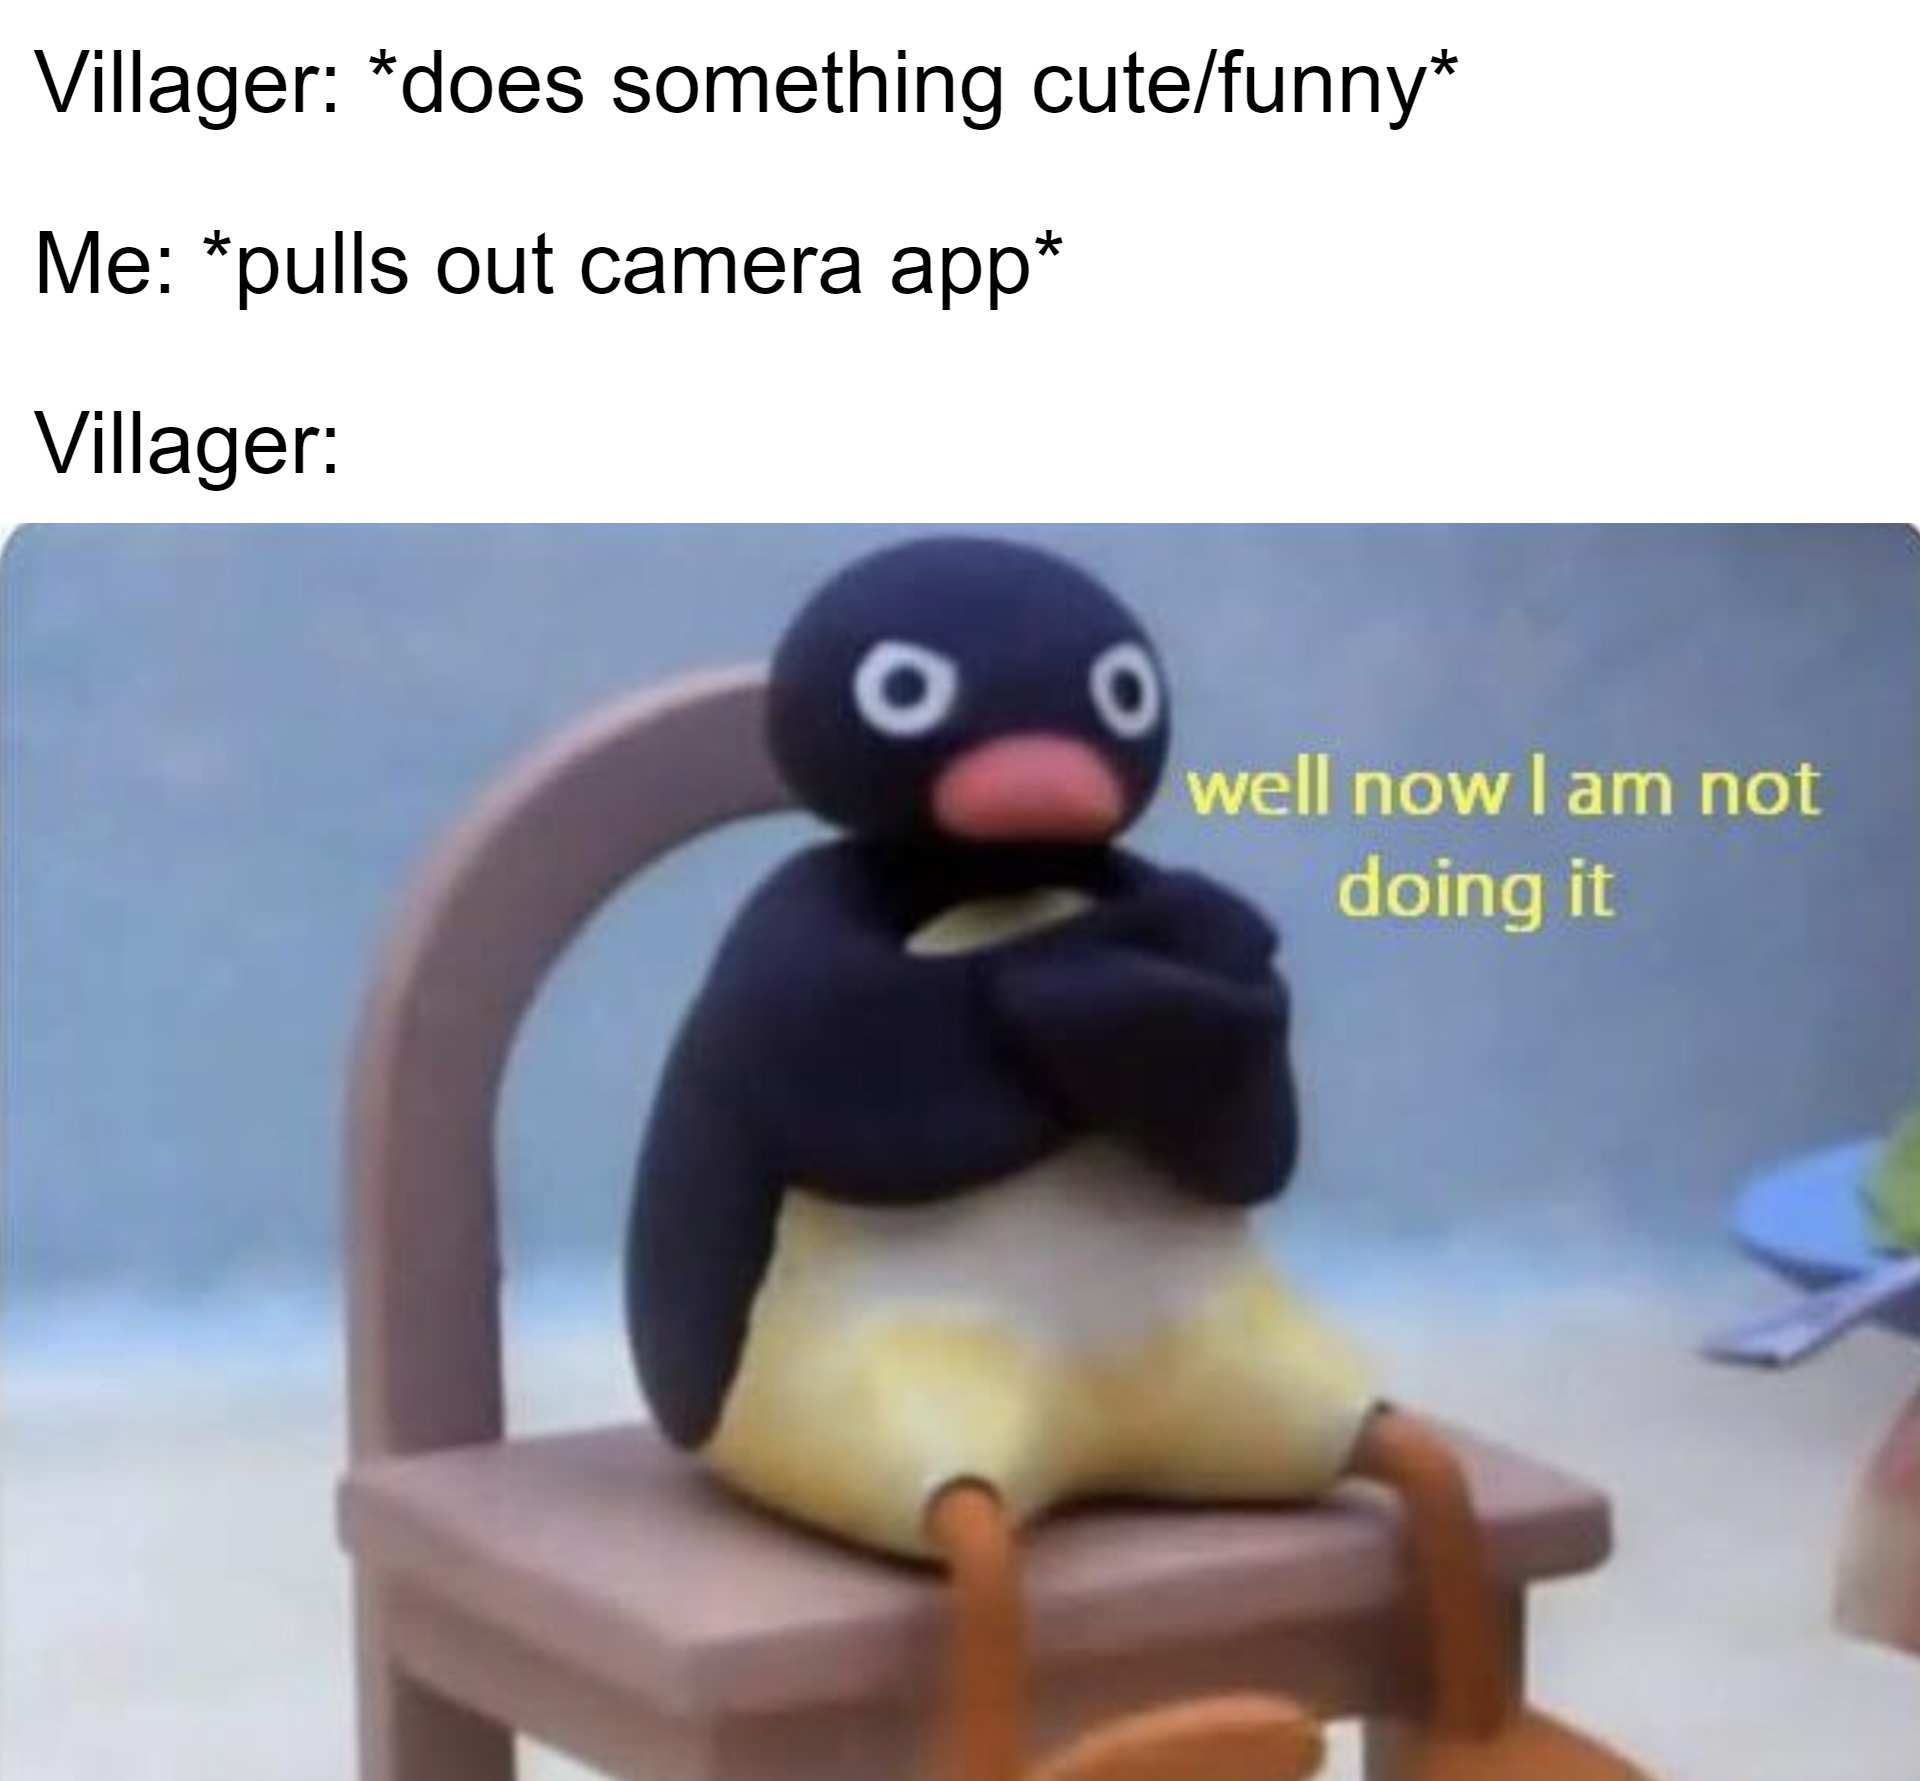 Villager: *does something cute/funny*
Me: *pulls out camera app*
Villager:
well now I am not
doing it